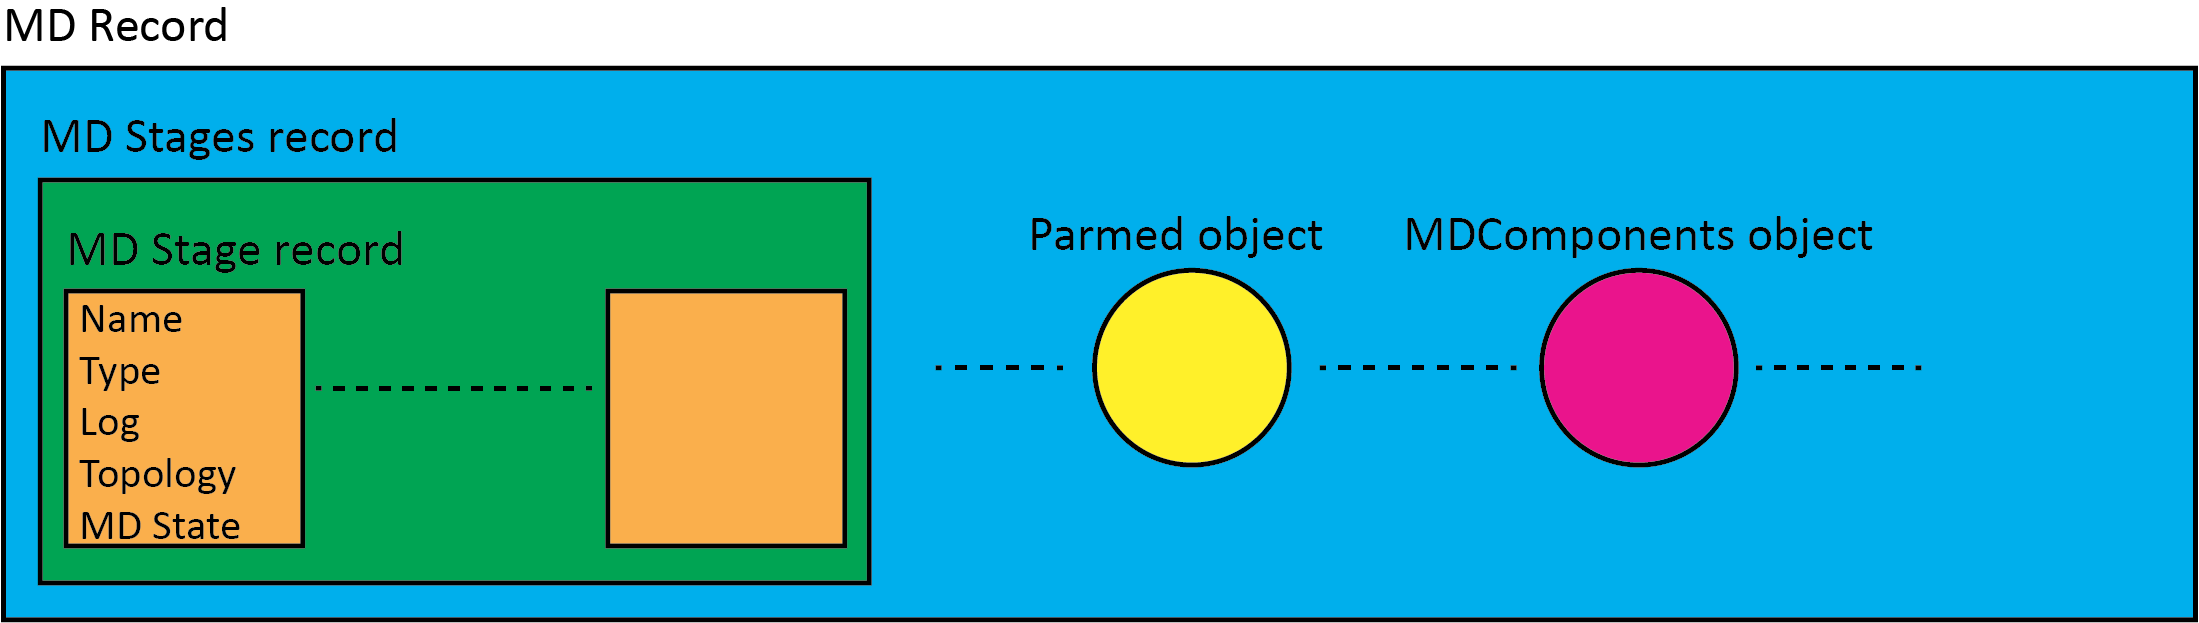 MD Record
MD Stages record
MD Stage record
Name
Type
Log
Topology
MD State
Parmed object
MDComponents object